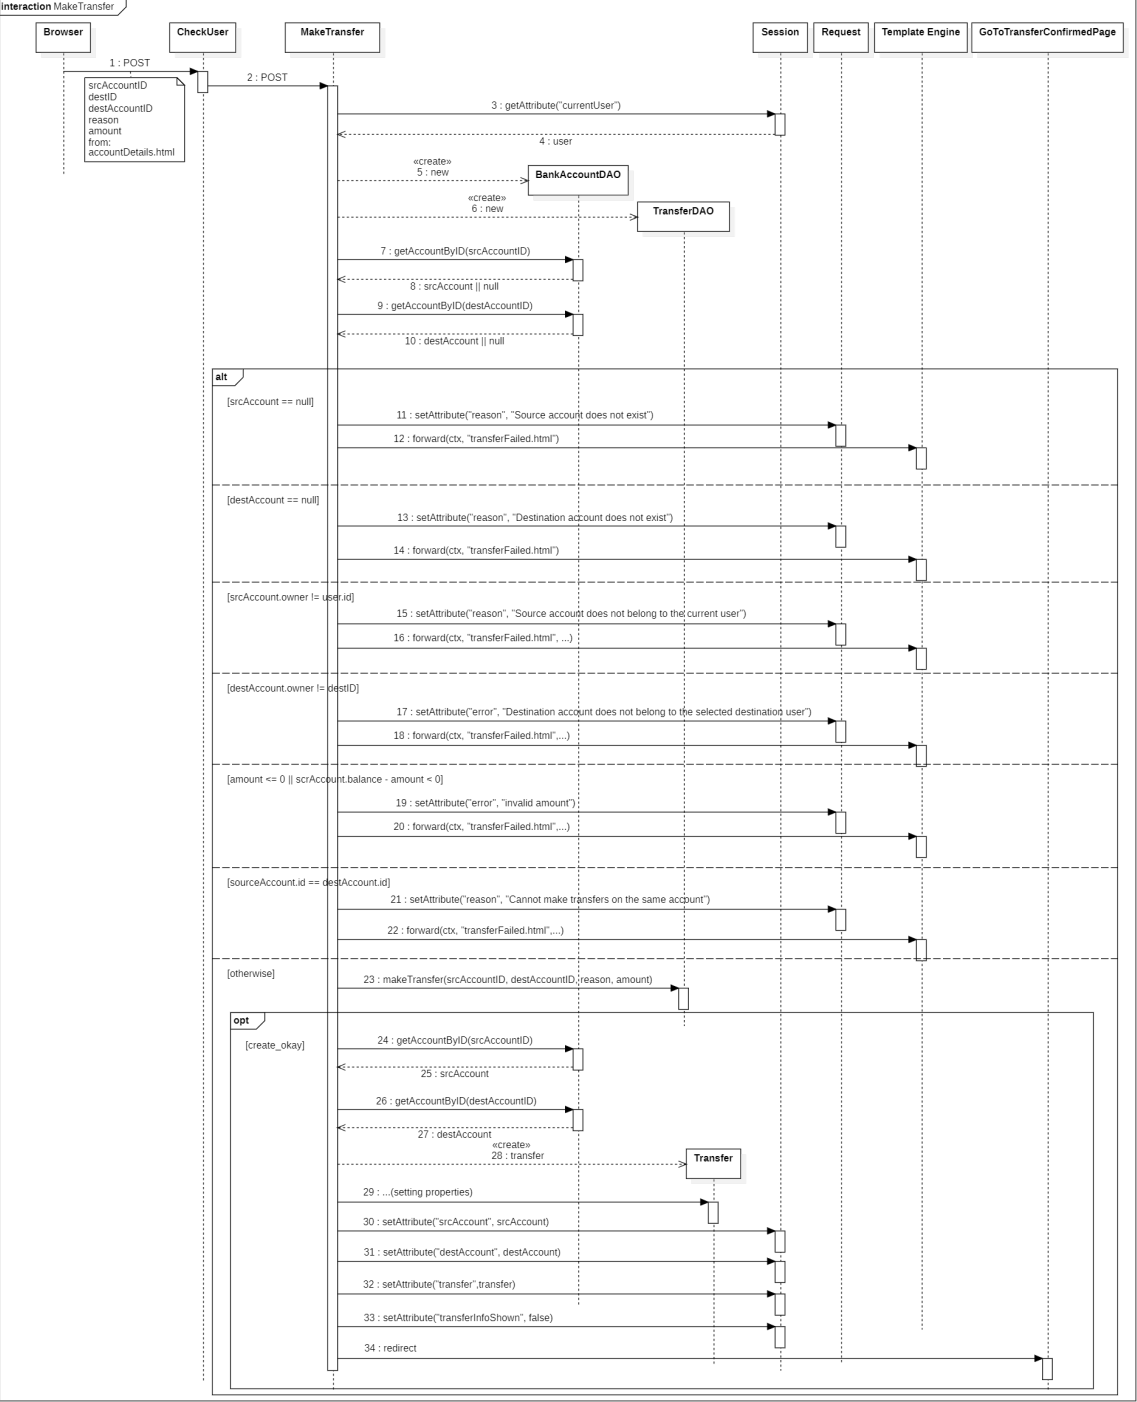 interaction MakeTransfer
Browser
CheckUser
MakeTransfer
Session
Request
Template Engine
GoToTransferConfirmedPage
1 : POST
srcAccountID
destID
destAccountID
reason
amount
from:
accountDetails.html
2 : POST
3 : getAttribute("currentUser")
4 : user
«create»
5 : new
BankAccountDAO
«create»
6 : new
TransferDAO
7 : getAccountByID(srcAccountID)
8 : srcAccount || null
9 : getAccountByID(destAccountID)
10 : destAccount || null
alt
[srcAccount == null]
11 : setAttribute("reason", "Source account does not exist")
12 : forward(ctx, "transferFailed.html")
[destAccount == null]
13 : setAttribute("reason", "Destination account does not exist")
14 : forward(ctx, "transferFailed.html")
[srcAccount.owner != user.id]
15 : setAttribute("reason", "Source account does not belong to the current user")
16 : forward(ctx, "transferFailed.html", ...)
[destAccount.owner != destID]
17 : setAttribute("error", "Destination account does not belong to the selected destination user")
18 : forward(ctx, "transferFailed.html",...)
[amount <= 0 || scrAccount.balance - amount < 0]
19 : setAttribute("error", "invalid amount")
20 : forward(ctx, "transferFailed.html",...)
[sourceAccount.id == destAccount.id]
21 : setAttribute("reason", "Cannot make transfers on the same account")
22 : forward(ctx, "transferFailed.html",...)
[otherwise]
23 : makeTransfer(srcAccountID, destAccountID, reason, amount)
opt
[create_okay]
24 : getAccountByID(srcAccountID)
25 : srcAccount
26 : getAccountByID(destAccountID)
27 : destAccount
«create»
28 : transfer
Transfer
29 : ...(setting properties)
30 : setAttribute("srcAccount", srcAccount)
31 : setAttribute("destAccount", destAccount)
32 : setAttribute("transfer",transfer)
33 : setAttribute("transferInfoShown", false)
34 : redirect